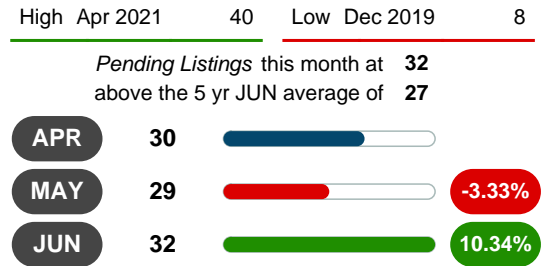 High Apr 2021 40 Low Dec 2019 8
Pending Listings this month at 32
above the 5 yr JUN average of 27
APR 30
MAY 29 -3.33%
JUN 32 10.34%